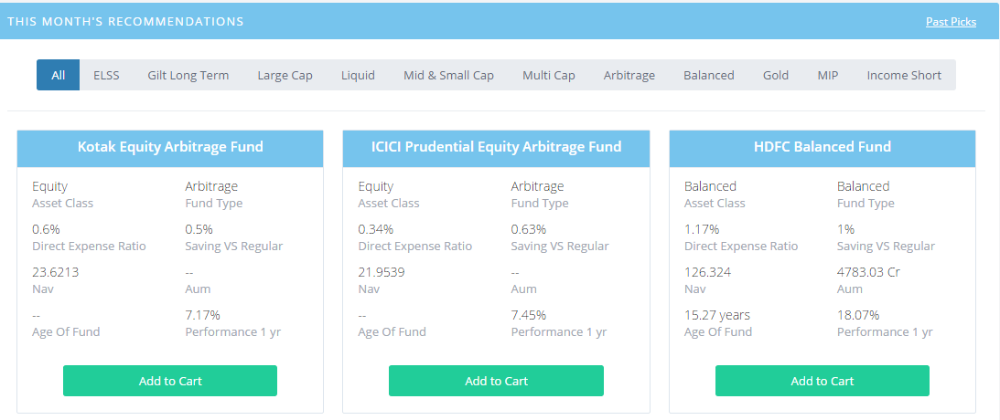 THIS MONTH'S RECOMMENDATIONS Past Picks
All ELSS Gilt Long Term Large Cap Liquid Mid & Small Cap Multi Cap Arbitrage Balanced Gold MIP Income Short
Kotak Equity Arbitrage Fund
Equity Arbitrage
Asset Class Fund Type
0.6% 0.5%
Direct Expense Ratio Saving VS Regular
23.6213 --
Nav Aum
-- 7.17%
Age Of Fund Performance 1 yr
Add to Cart
ICICI Prudential Equity Arbitrage Fund
Equity Arbitrage
Asset Class Fund Type
0.34% 0.63%
Direct Expense Ratio Saving VS Regular
21.9539 --
Nav Aum
-- 7.45%
Age Of Fund Performance 1 yr
Add to Cart
HDFC Balanced Fund
Balanced Balanced
Asset Class Fund Type
1.17% 1%
Direct Expense Ratio Saving VS Regular
126.324 4783.03 Cr
Nav Aum
15.27 years 18.07%
Age Of Fund Performance 1 yr
Add to Cart